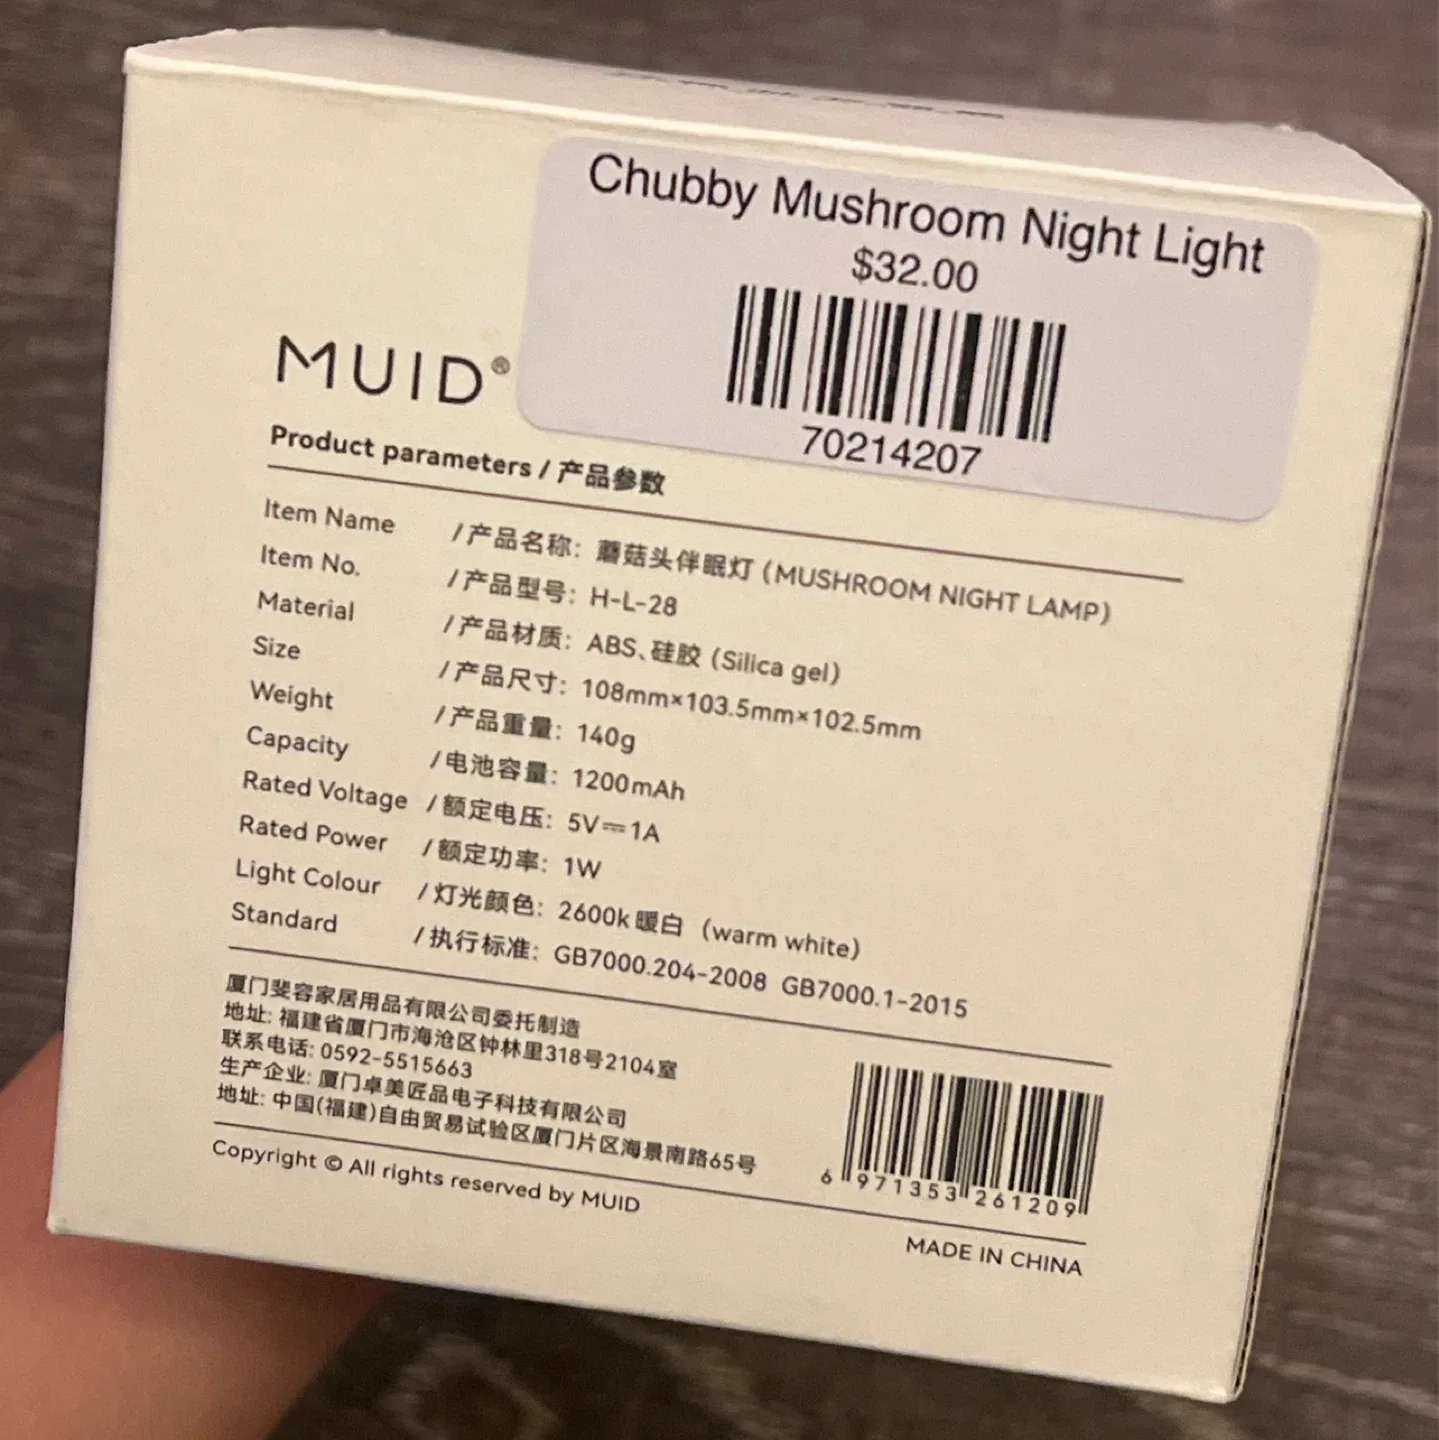 Chubby Mushroom Night Light
$32.00
70214207
MUID®
Product parameters / 产品参数
Item Name / 产品名称: 蘑菇头伴眠灯 (MUSHROOM NIGHT LAMP)
Item No. / 产品型号: H-L-28
Material / 产品材质: ABS、硅胶 (Silica gel)
Size / 产品尺寸: 108mm×103.5mm×102.5mm
Weight / 产品重量: 140g
Capacity / 电池容量: 1200mAh
Rated Voltage / 额定电压: 5V⎓1A
Rated Power / 额定功率: 1W
Light Colour / 灯光颜色: 2600k 暖白 (warm white)
Standard / 执行标准: GB7000.204-2008 GB7000.1-2015
厦门斐容家居用品有限公司委托制造
地址: 福建省厦门市海沧区钟林里318号2104室
联系电话: 0592-5515663
生产企业: 厦门卓美匠品电子科技有限公司
地址: 中国(福建)自由贸易试验区厦门片区海景南路65号
6 971353 261209
Copyright © All rights reserved by MUID
MADE IN CHINA